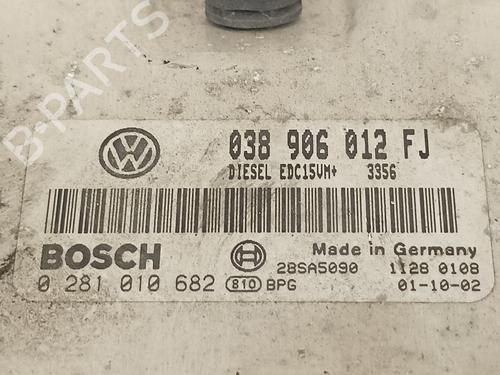 B-PARTS
038 906 012 FJ
DIESEL EDC15VM+ 3356
BOSCH
Made in Germany
28SA5090 1128 0108
0 281 010 682 810 BPG 01-10-02